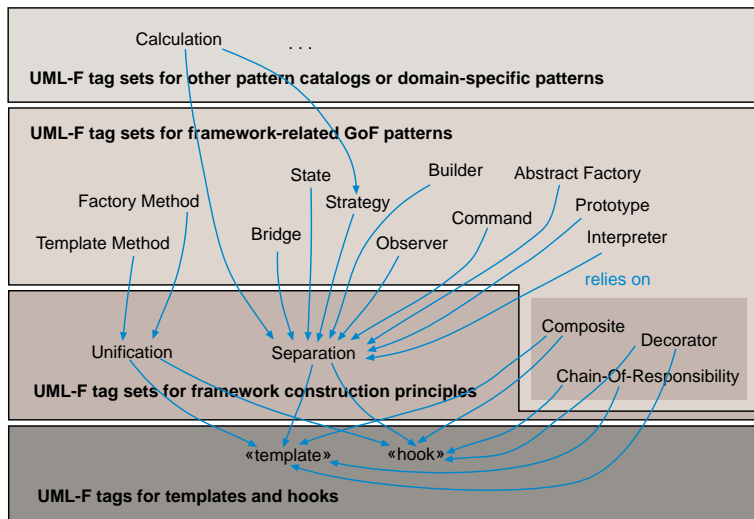 Calculation
. . .
UML-F tag sets for other pattern catalogs or domain-specific patterns
UML-F tag sets for framework-related GoF patterns
State
Builder
Abstract Factory
Factory Method
Strategy
Prototype
Command
Template Method
Bridge
Observer
Interpreter
relies on
Composite
Decorator
Unification
Separation
Chain-Of-Responsibility
UML-F tag sets for framework construction principles
«template»
«hook»
UML-F tags for templates and hooks